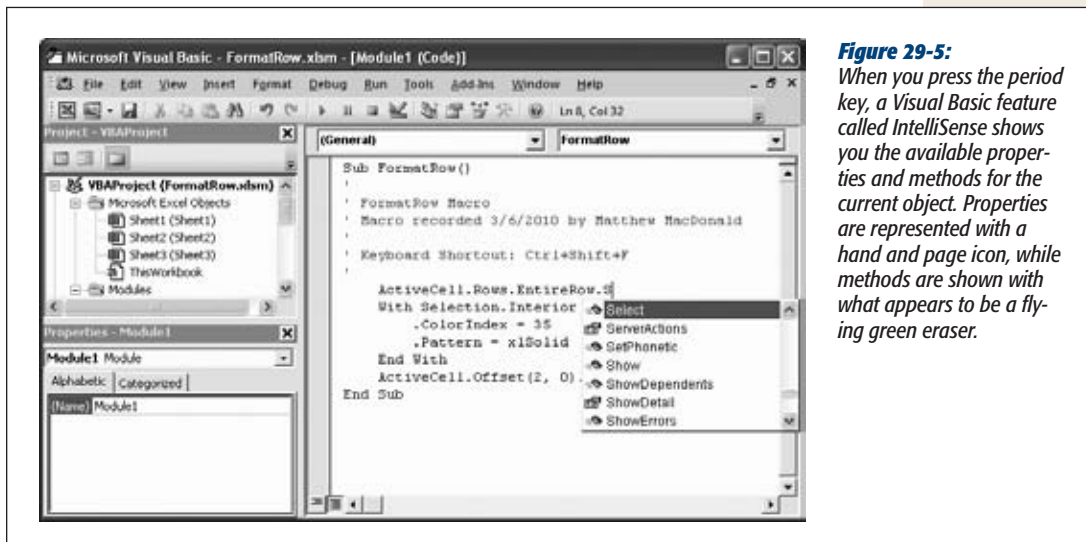 Microsoft Visual Basic - FormatRow.xlsm - [Module1 (Code)]
File Edit View Insert Format Debug Run Tools Add-Ins Window Help
Ln 8, Col 32
Project - VBAProject
VBAProject (FormatRow.xlsm)
Microsoft Excel Objects
Sheet1 (Sheet1)
Sheet2 (Sheet2)
Sheet3 (Sheet3)
ThisWorkbook
Modules
Properties - Module1
Module1 Module
Alphabetic Categorized
(Name) Module1
(General) FormatRow
Sub FormatRow()
'
' FormatRow Macro
' Macro recorded 3/6/2010 by Matthew MacDonald
'
' Keyboard Shortcut: Ctrl+Shift+F
'
ActiveCell.Rows.EntireRow.S
With Selection.Interior
.ColorIndex = 35
.Pattern = xlSolid
End With
ActiveCell.Offset(2, 0).
End Sub
Select
ServerActions
SetPhonetic
Show
ShowDependents
ShowDetail
ShowErrors
Figure 29-5:
When you press the period
key, a Visual Basic feature
called IntelliSense shows
you the available proper-
ties and methods for the
current object. Properties
are represented with a
hand and page icon, while
methods are shown with
what appears to be a fly-
ing green eraser.